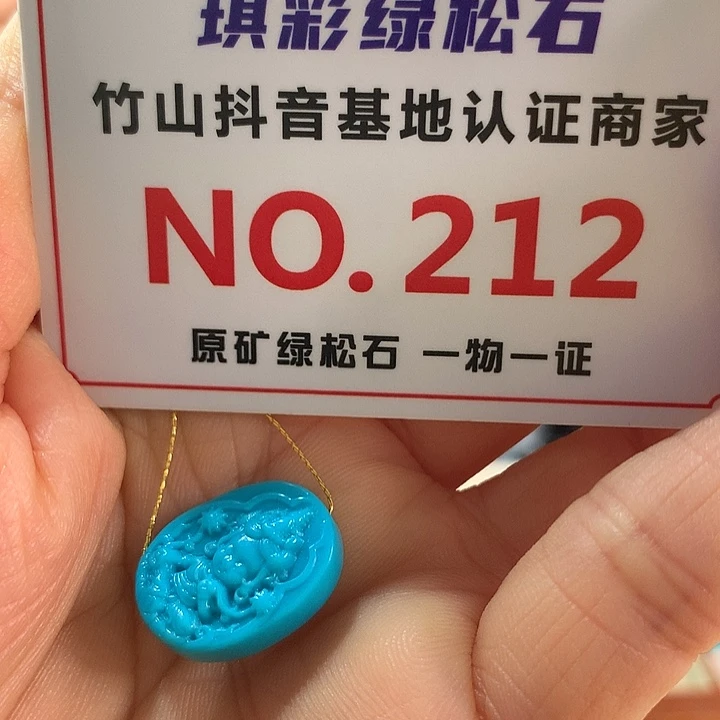 琪彩绿松石
竹山抖音基地认证商家
NO.212
原矿绿松石 一物一证